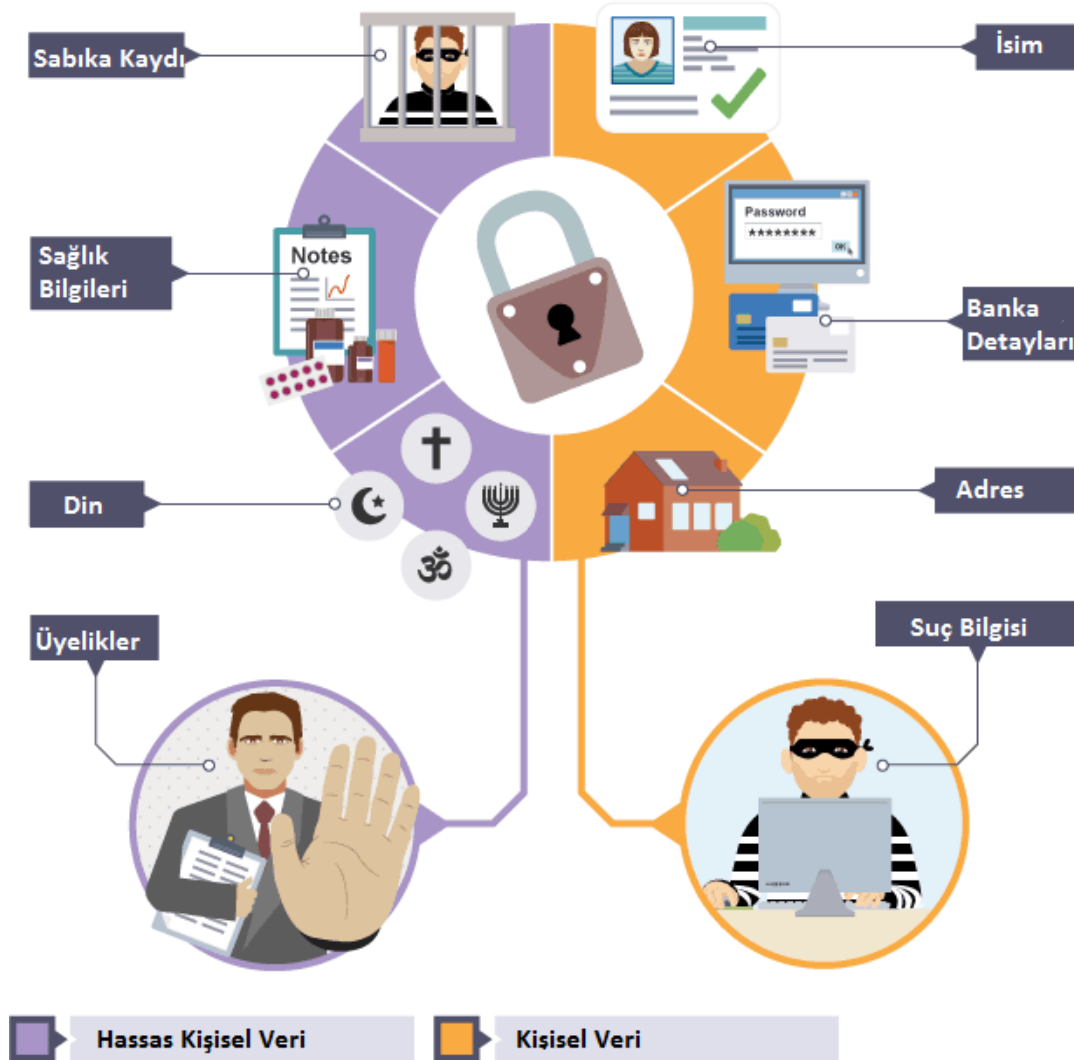 Sabıka Kaydı
İsim
Password
********
OK
Sağlık
Bilgileri
Notes
Banka
Detayları
Din
Adres
Üyelikler
Suç Bilgisi
Hassas Kişisel Veri
Kişisel Veri